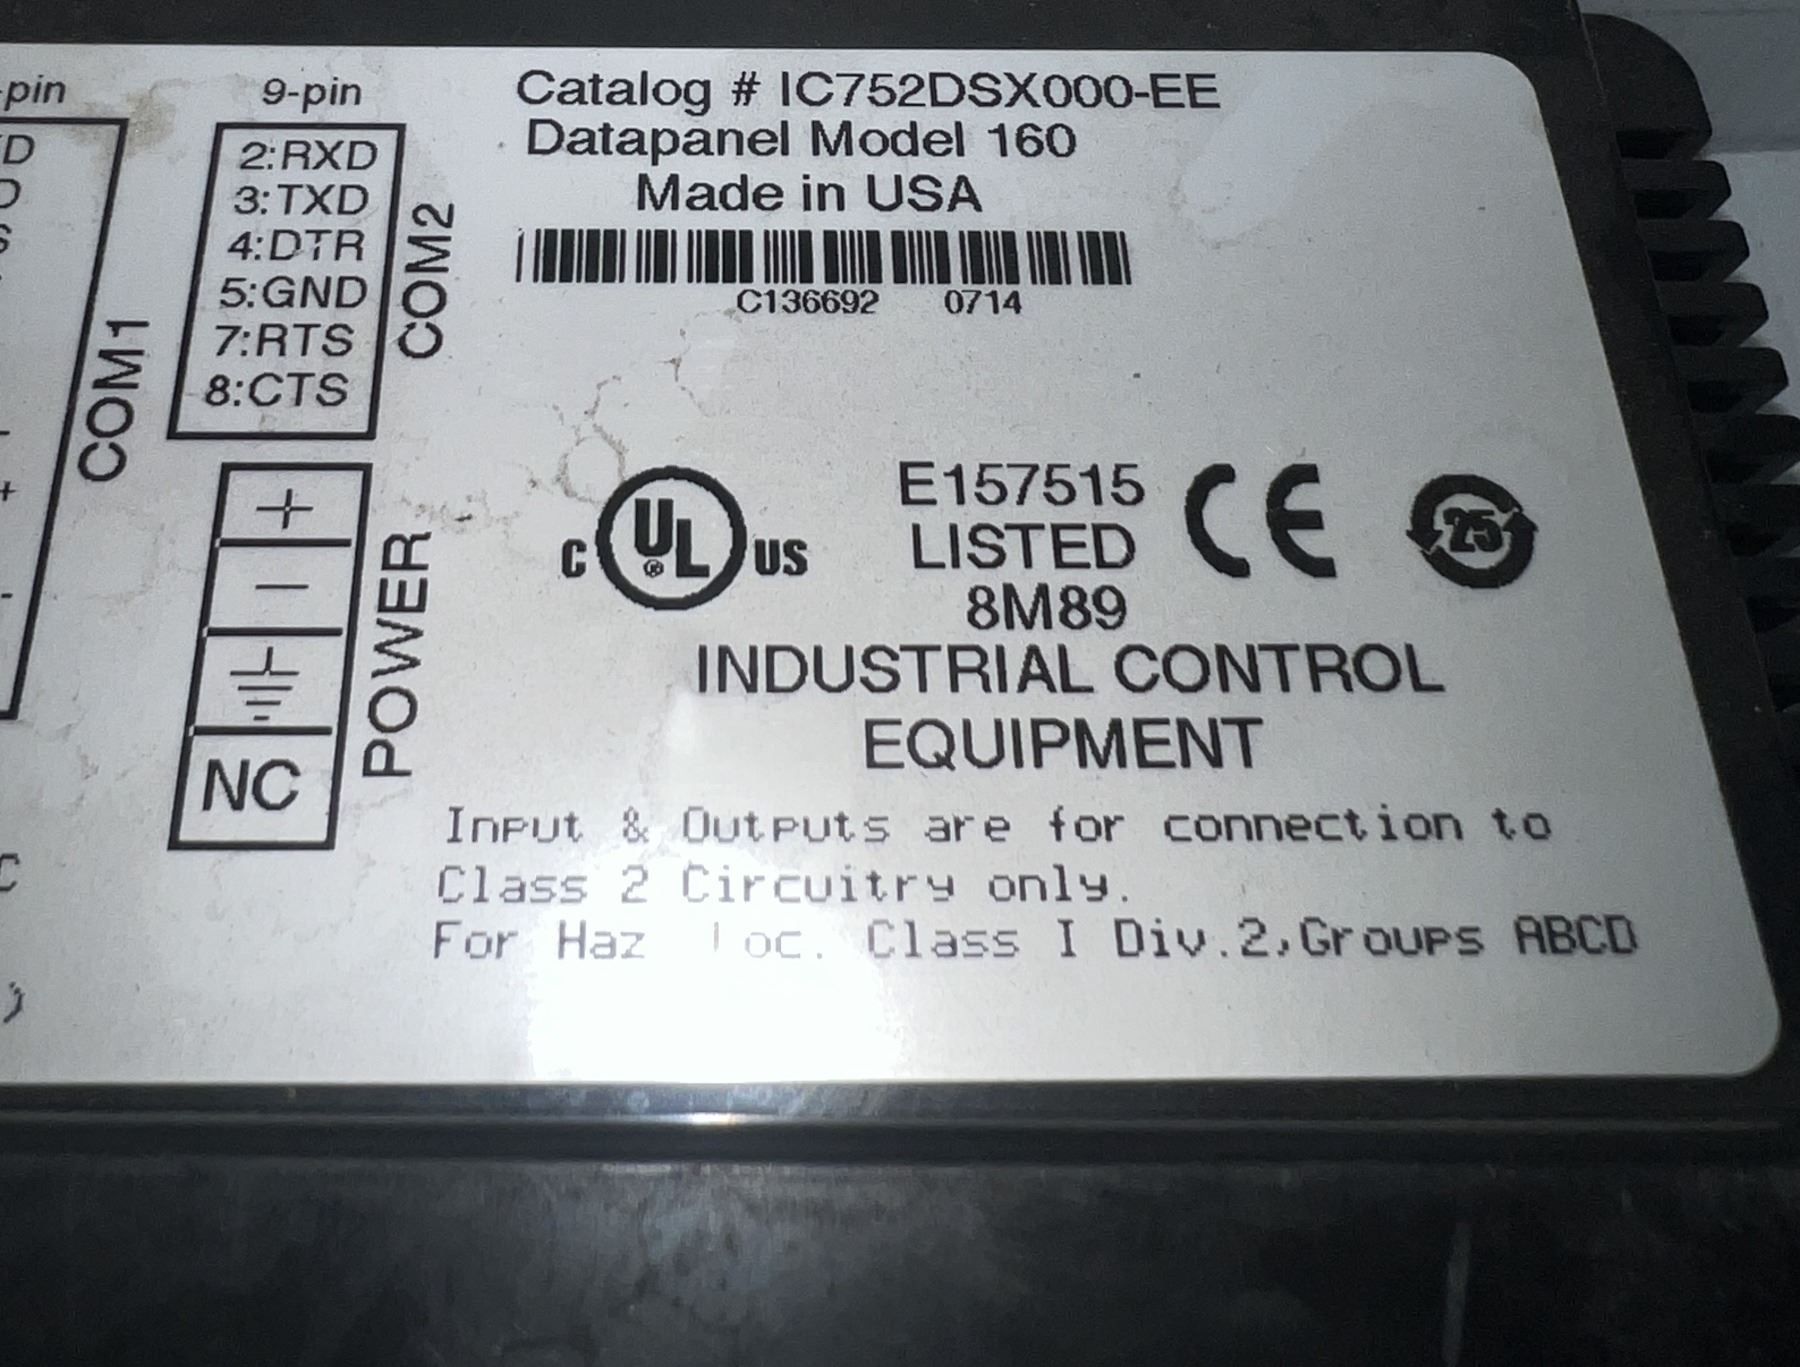 -pin
9-pin
Catalog # IC752DSX000-EE
Datapanel Model 160
Made in USA
C136692 0714
2:RXD
3:TXD
4:DTR
5:GND
7:RTS
8:CTS
COM2
COM1
+
−
NC
POWER
C UL® US
E157515
LISTED
8M89
CE
25
INDUSTRIAL CONTROL
EQUIPMENT
Input & Outputs are for connection to
Class 2 Circuitry only.
For Haz Loc. Class I Div.2,Groups ABCD